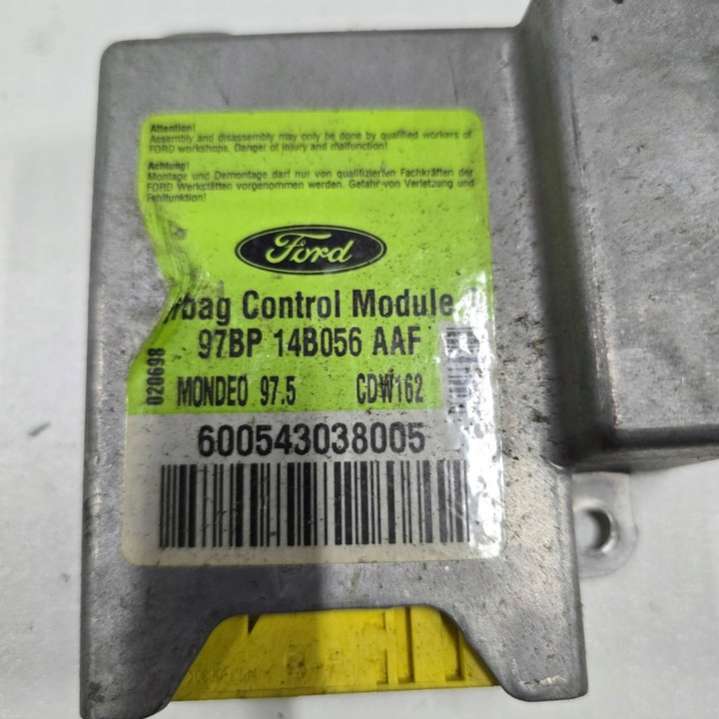 Attention!
Assembly and disassembly may only be done by qualified workers of
FORD workshops. Danger of injury and malfunction!
Achtung!
Montage und Demontage darf nur von qualifizierten Fachkräften der
FORD Werkstätten vorgenommen werden. Gefahr von Verletzung und
Fehlfunktion!
Ford
rbag Control Module
97BP 14B056 AAF
020698
MONDEO 97.5 CDW162
600543038005